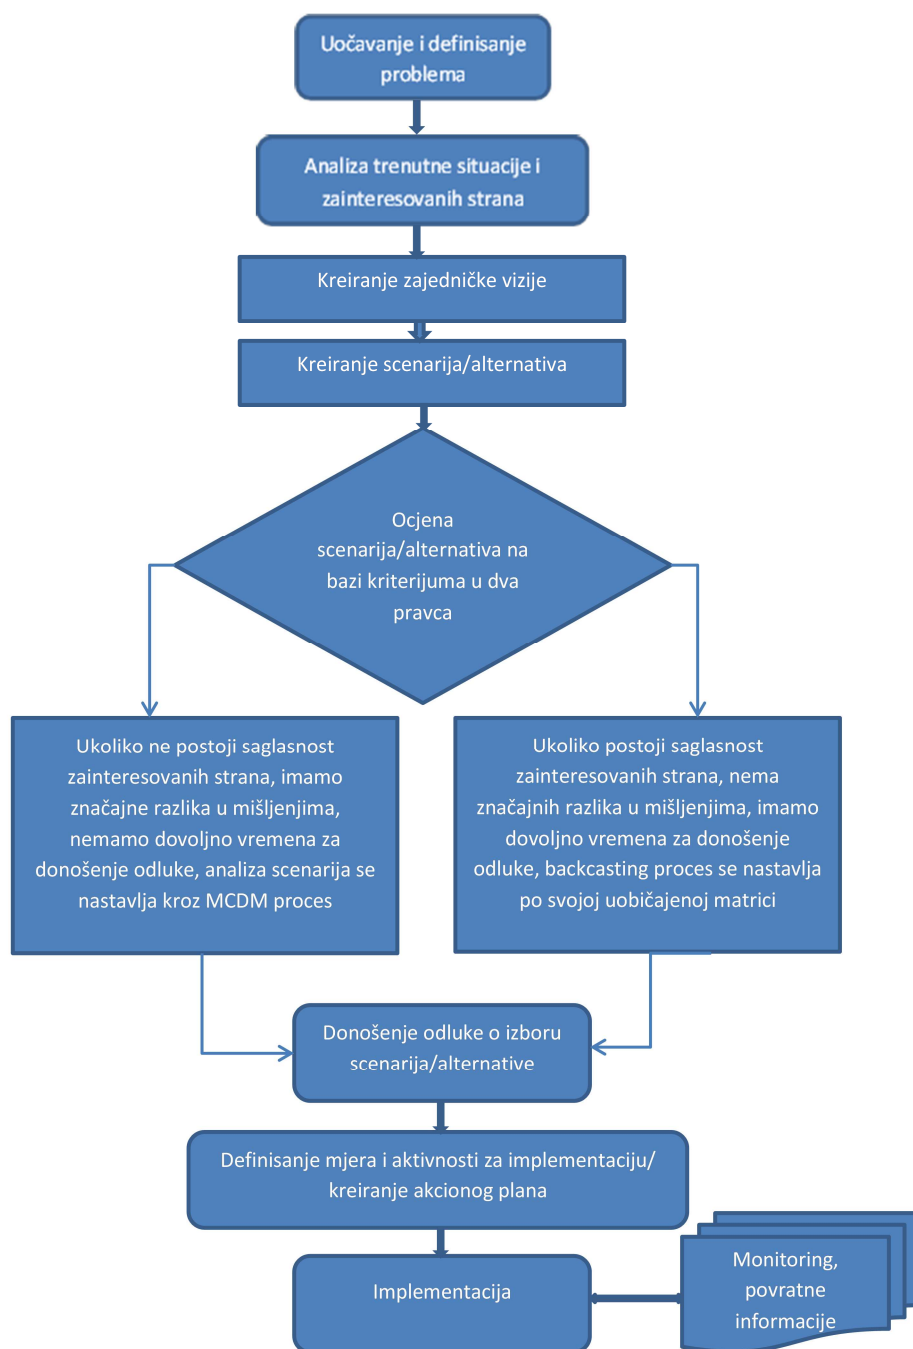 Uočavanje i definisanje
problema
Analiza trenutne situacije i
zainteresovanih strana
Kreiranje zajedničke vizije
Kreiranje scenarija/alternativa
Ocjena
scenarija/alternativa na
bazi kriterijuma u dva
pravca
Ukoliko ne postoji saglasnost
zainteresovanih strana, imamo
značajne razlika u mišljenjima,
nemamo dovoljno vremena za
donošenje odluke, analiza scenarija se
nastavlja kroz MCDM proces
Ukoliko postoji saglasnost
zainteresovanih strana, nema
značajnih razlika u mišljenjima, imamo
dovoljno vremena za donošenje
odluke, backcasting proces se nastavlja
po svojoj uobičajenoj matrici
Donošenje odluke o izboru
scenarija/alternative
Definisanje mjera i aktivnosti za implementaciju/
kreiranje akcionog plana
Implementacija
Monitoring,
povratne
informacije